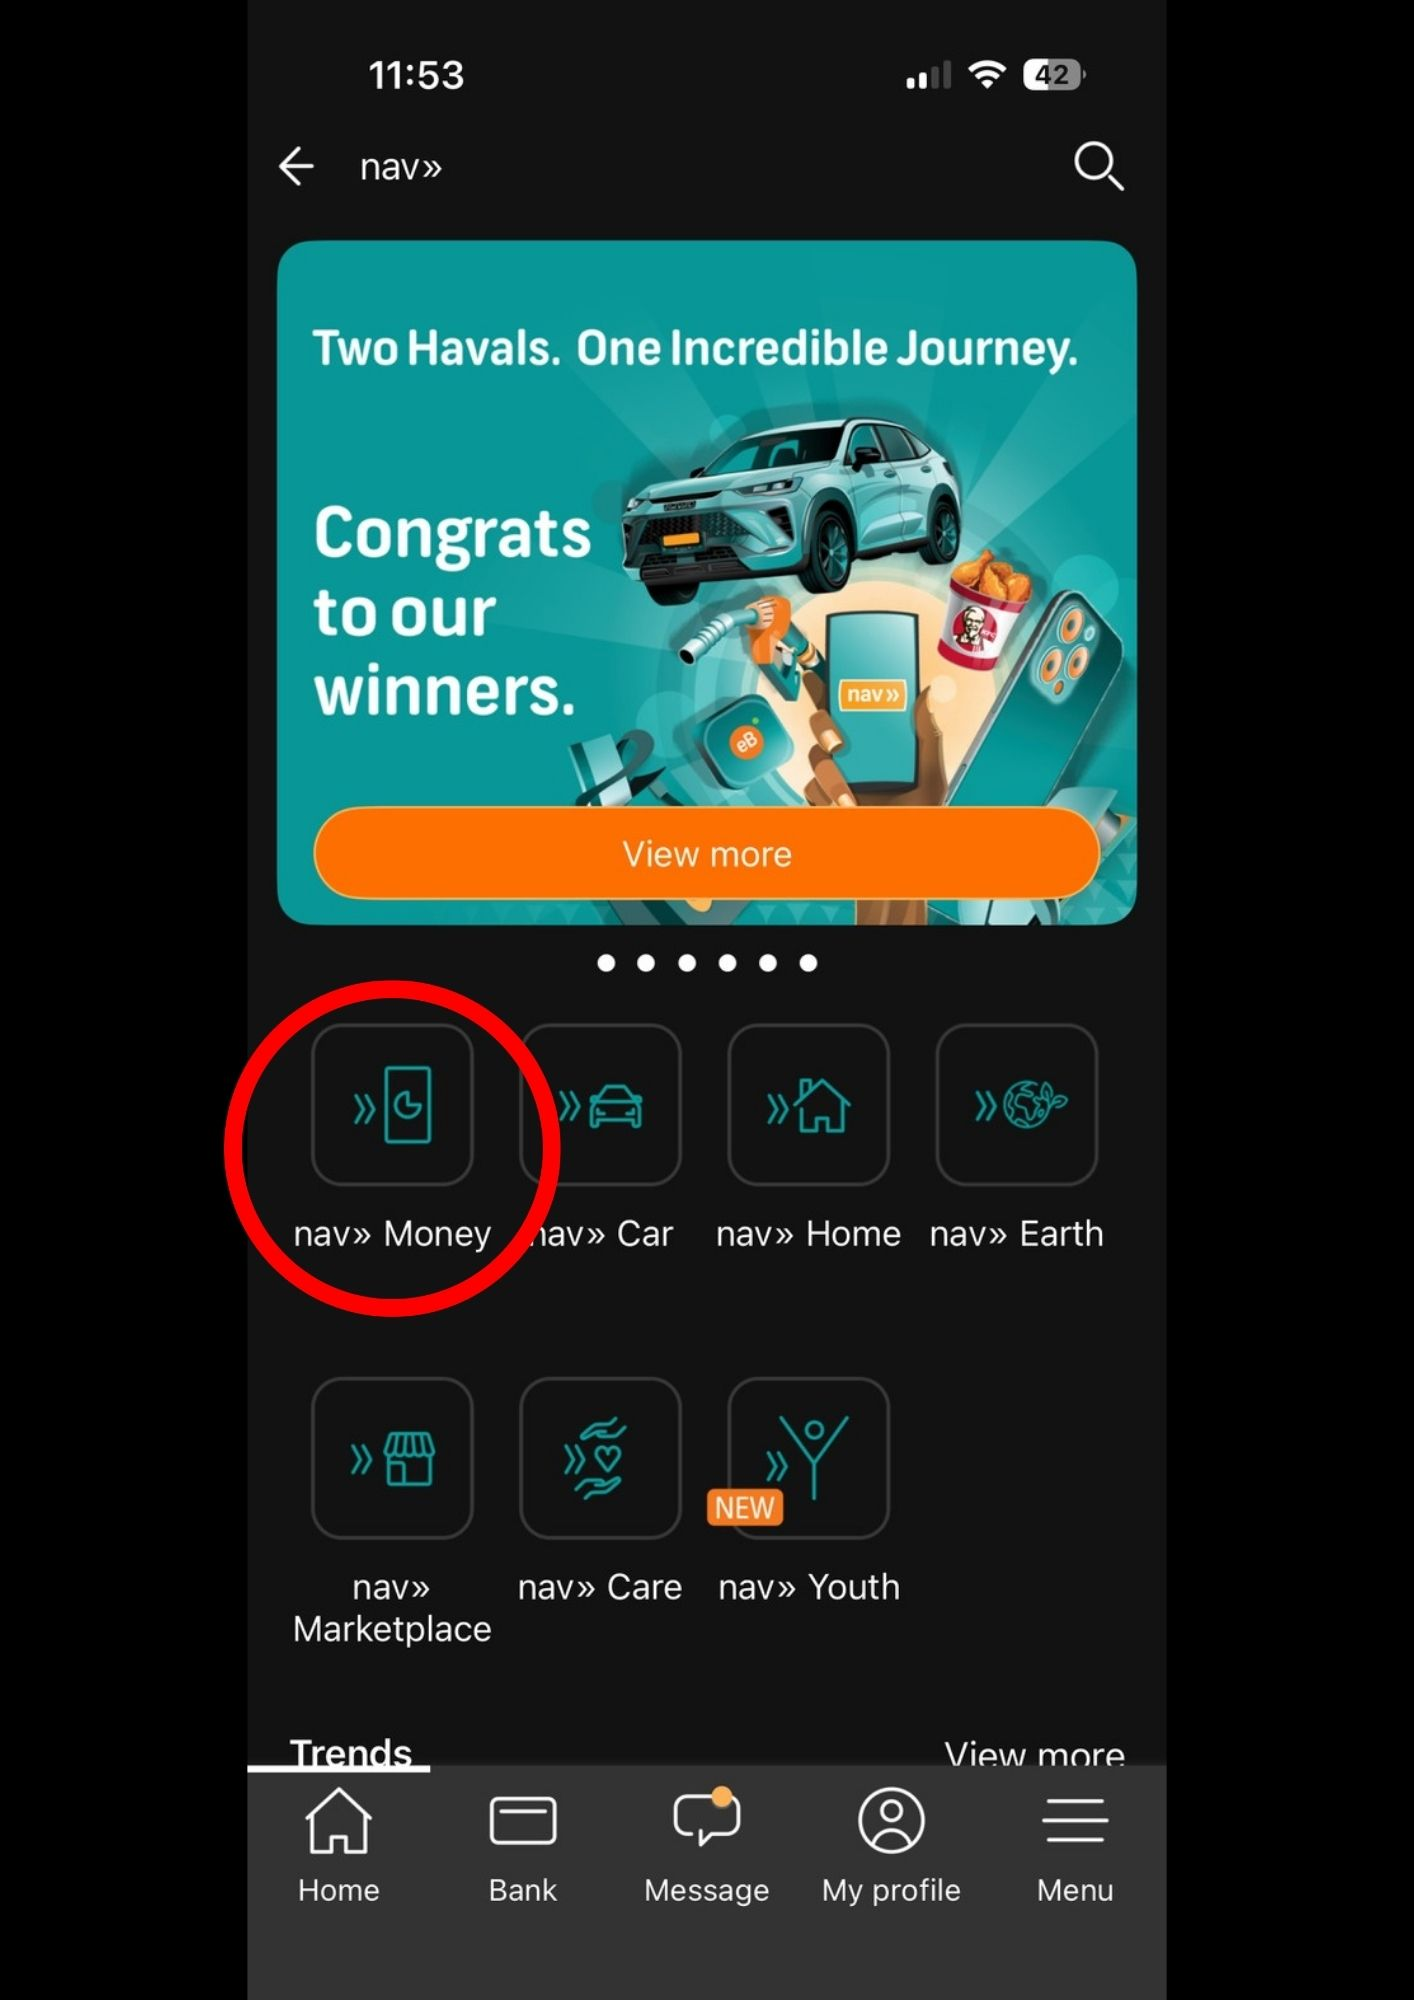 11:53
42
nav»
Two Havals. One Incredible Journey.
Congrats
to our
winners.
KFC
nav»
eB
View more
nav» Money
nav» Car
nav» Home
nav» Earth
NEW
nav»
Marketplace
nav» Care
nav» Youth
Trends
View more
Home
Bank
Message
My profile
Menu